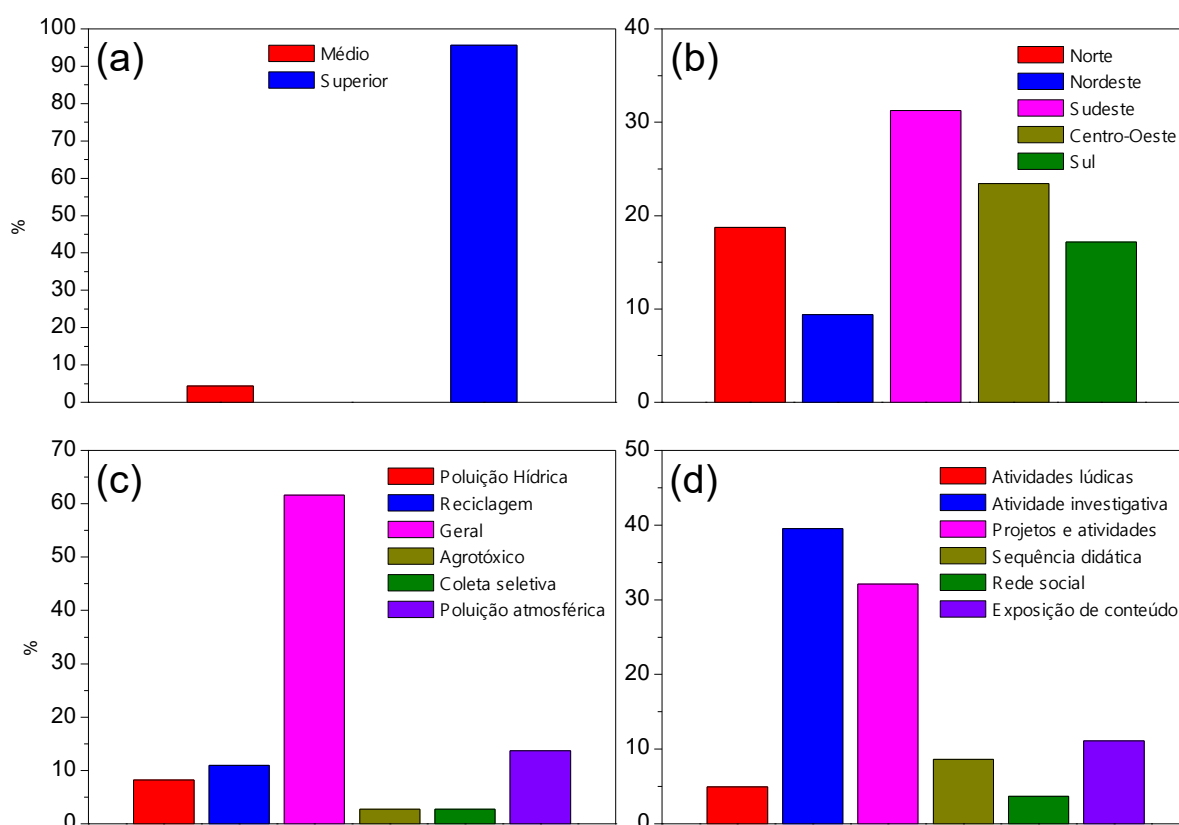 (a)
Médio
Superior
100
90
80
70
60
50
40
30
20
10
0
%
(b)
Norte
Nordeste
Sudeste
Centro-Oeste
Sul
40
30
20
10
0
(c)
Poluição Hídrica
Reciclagem
Geral
Agrotóxico
Coleta seletiva
Poluição atmosférica
70
60
50
40
30
20
10
0
%
(d)
Atividades lúdicas
Atividade investigativa
Projetos e atividades
Sequência didática
Rede social
Exposição de conteúdo
50
40
30
20
10
0